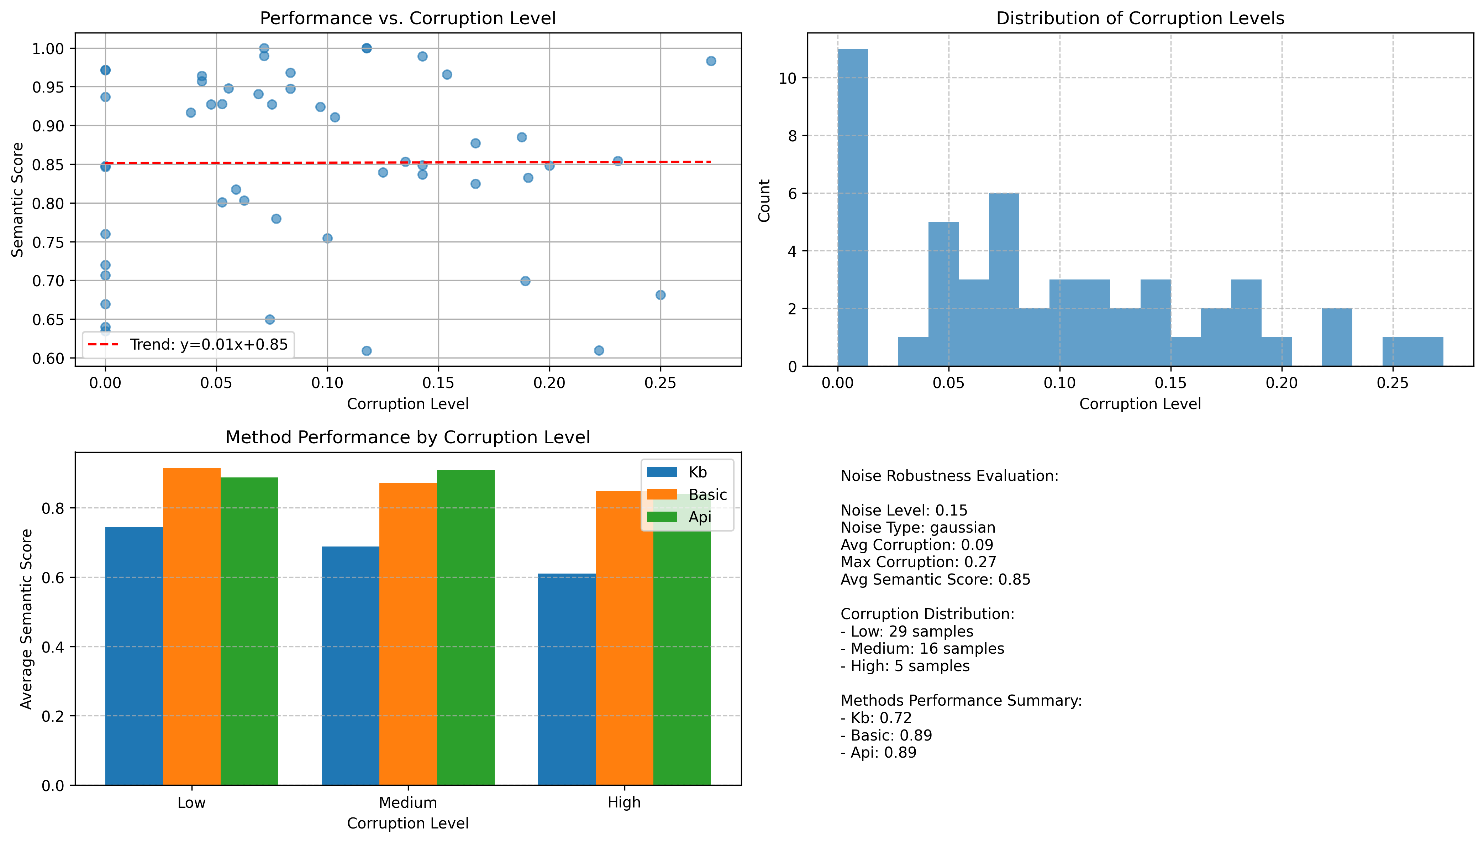 Performance vs. Corruption Level
1.00
0.95
0.90
0.85
0.80
0.75
0.70
0.65
0.60
Semantic Score
Trend: y=0.01x+0.85
0.00 0.05 0.10 0.15 0.20 0.25
Corruption Level
Distribution of Corruption Levels
10
8
6
4
2
0
Count
0.00 0.05 0.10 0.15 0.20 0.25
Corruption Level
Method Performance by Corruption Level
Kb
Basic
Api
0.8
0.6
0.4
0.2
0.0
Average Semantic Score
Low Medium High
Corruption Level
Noise Robustness Evaluation:
Noise Level: 0.15
Noise Type: gaussian
Avg Corruption: 0.09
Max Corruption: 0.27
Avg Semantic Score: 0.85
Corruption Distribution:
- Low: 29 samples
- Medium: 16 samples
- High: 5 samples
Methods Performance Summary:
- Kb: 0.72
- Basic: 0.89
- Api: 0.89